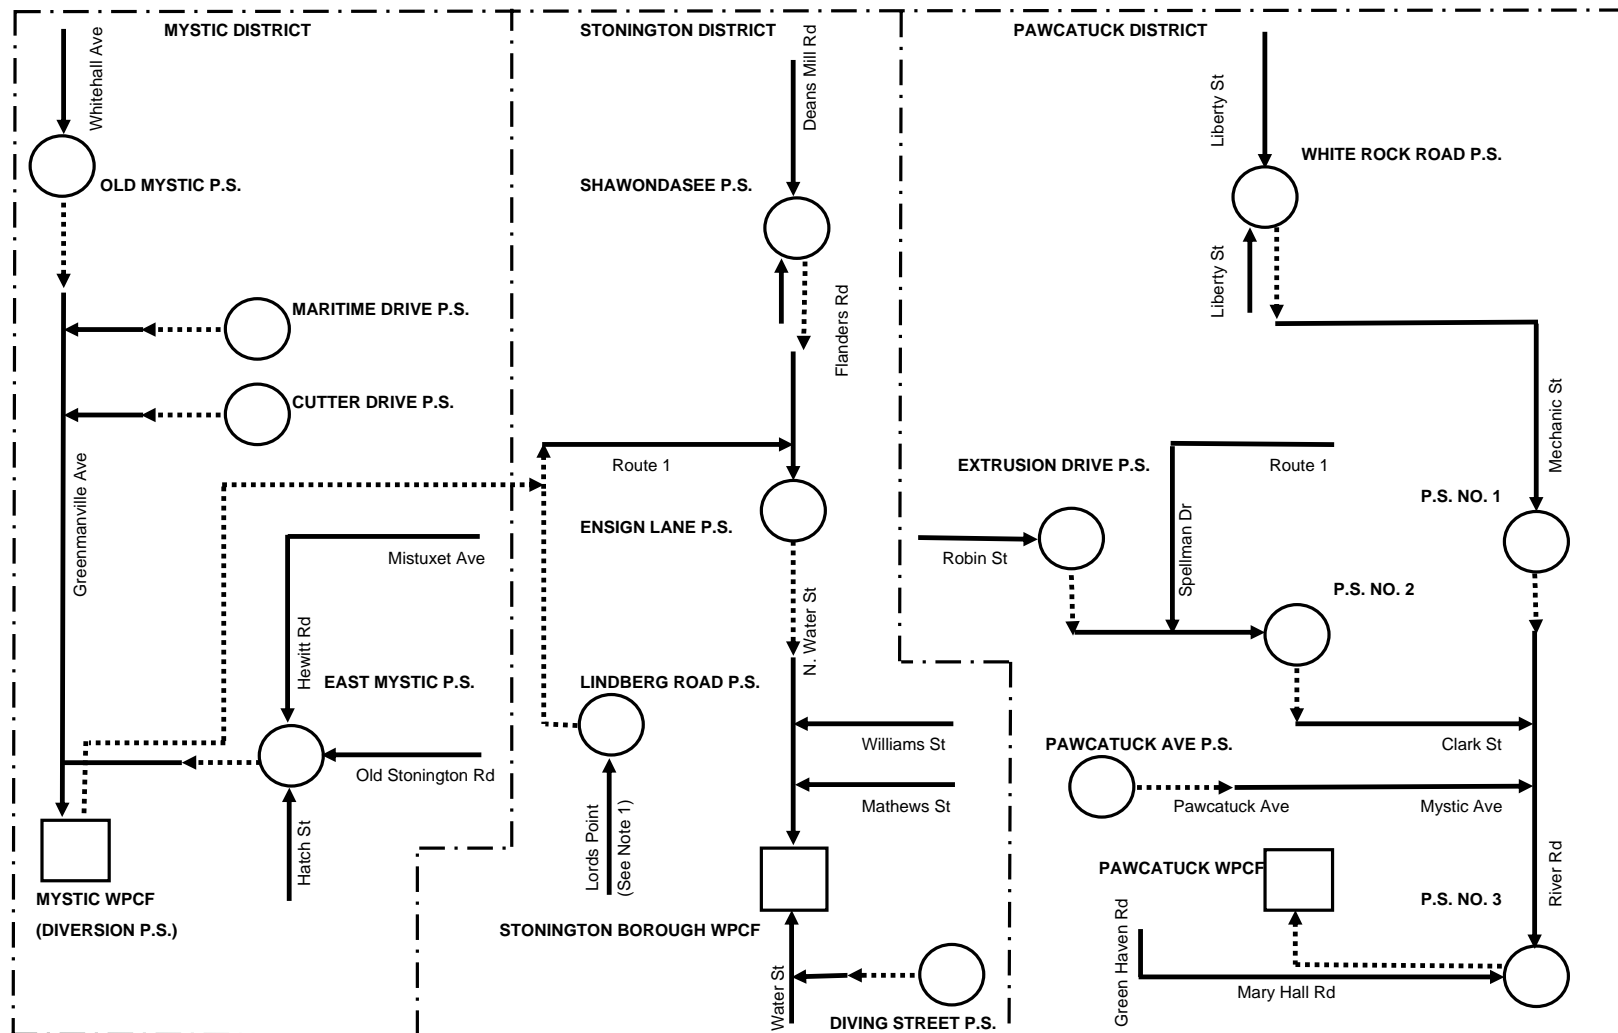 MYSTIC DISTRICT
STONINGTON DISTRICT
PAWCATUCK DISTRICT
Whitehall Ave
Deans Mill Rd
Liberty St
OLD MYSTIC P.S.
SHAWONDASEE P.S.
WHITE ROCK ROAD P.S.
Liberty St
MARITIME DRIVE P.S.
Flanders Rd
CUTTER DRIVE P.S.
Mechanic St
Route 1
EXTRUSION DRIVE P.S.
Route 1
P.S. NO. 1
Greenmanville Ave
ENSIGN LANE P.S.
Mistuxet Ave
Robin St
Spellman Dr
P.S. NO. 2
Hewitt Rd
N. Water St
EAST MYSTIC P.S.
LINDBERG ROAD P.S.
Williams St
PAWCATUCK AVE P.S.
Clark St
Old Stonington Rd
Mathews St
Pawcatuck Ave
Mystic Ave
Hatch St
Lords Point
(See Note 1)
PAWCATUCK WPCF
River Rd
MYSTIC WPCF
(DIVERSION P.S.)
P.S. NO. 3
STONINGTON BOROUGH WPCF
Green Haven Rd
Water St
Mary Hall Rd
DIVING STREET P.S.